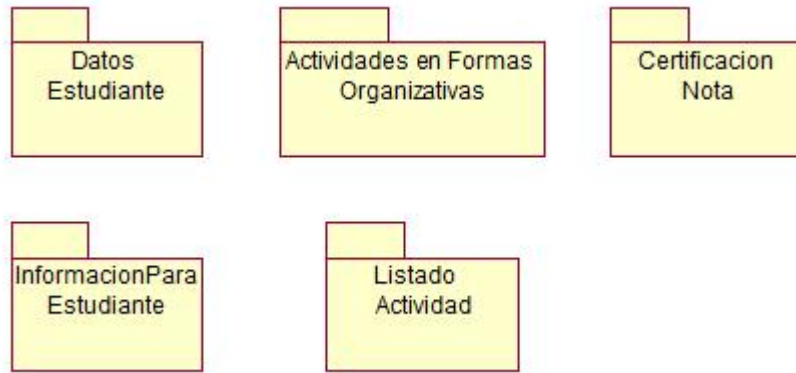 Datos
Estudiante
Actividades en Formas
Organizativas
Certificacion
Nota
InformacionPara
Estudiante
Listado
Actividad